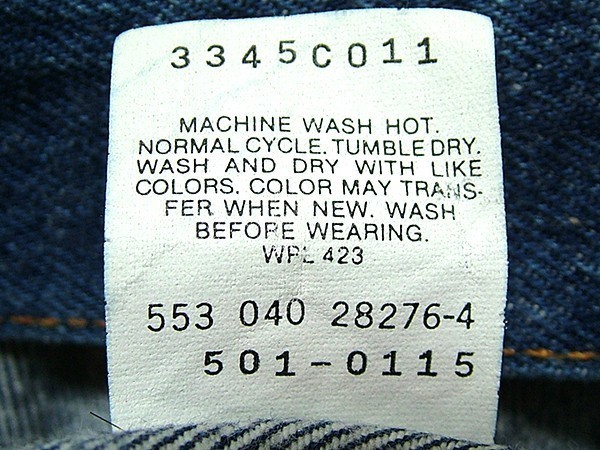 3345C011
MACHINE WASH HOT.
NORMAL CYCLE. TUMBLE DRY.
WASH AND DRY WITH LIKE
COLORS. COLOR MAY TRANS-
FER WHEN NEW. WASH
BEFORE WEARING.
WPL 423
553 040 28276-4
501-0115